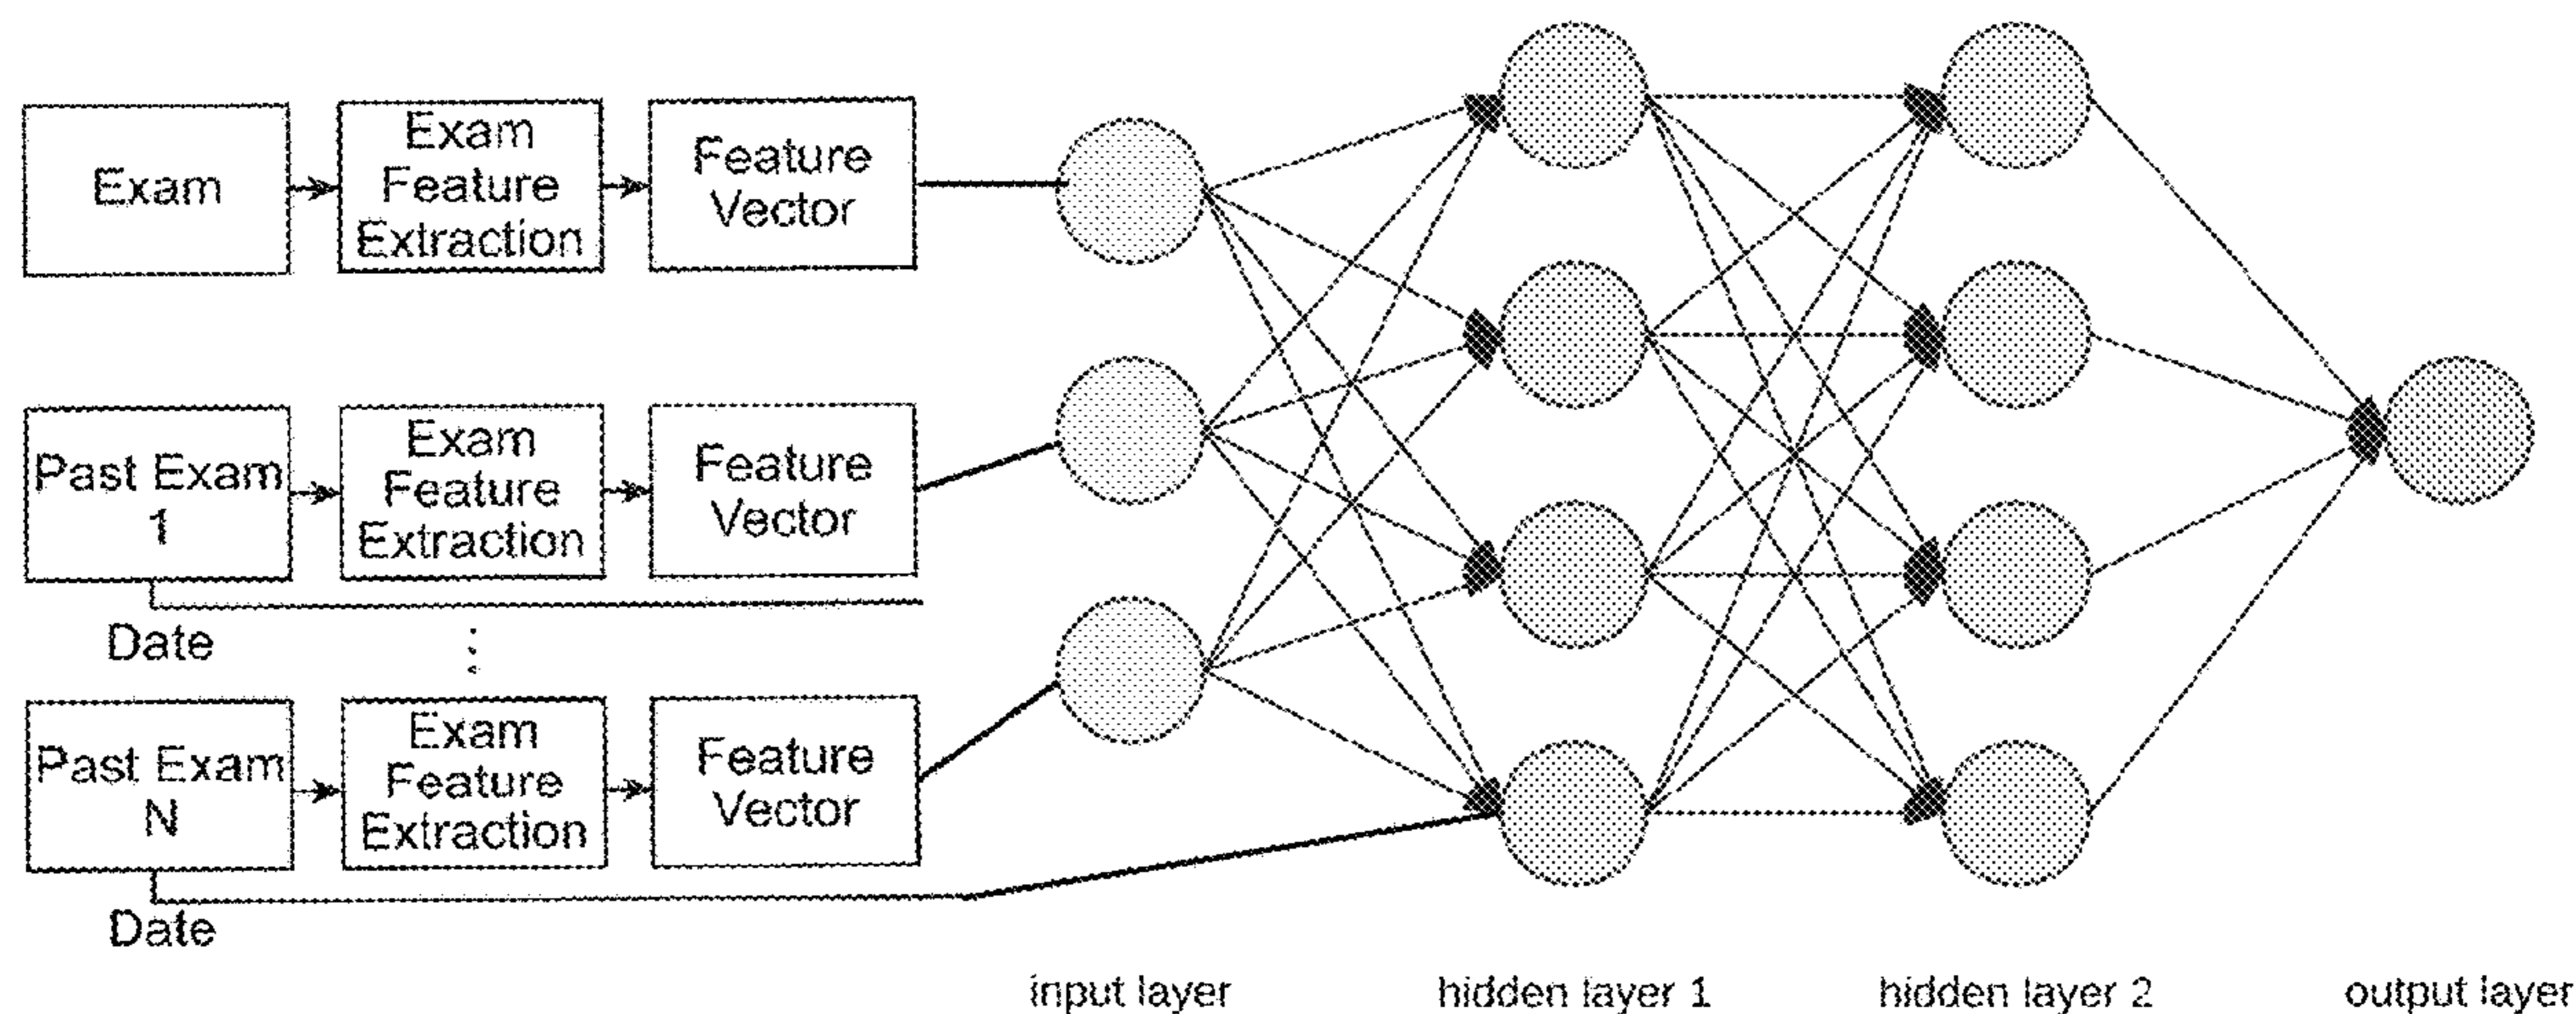 Exam
Exam
Feature
Extraction
Feature
Vector
Past Exam
1
Exam
Feature
Extraction
Feature
Vector
Date
Past Exam
N
Exam
Feature
Extraction
Feature
Vector
Date
input layer
hidden layer 1
hidden layer 2
output layer